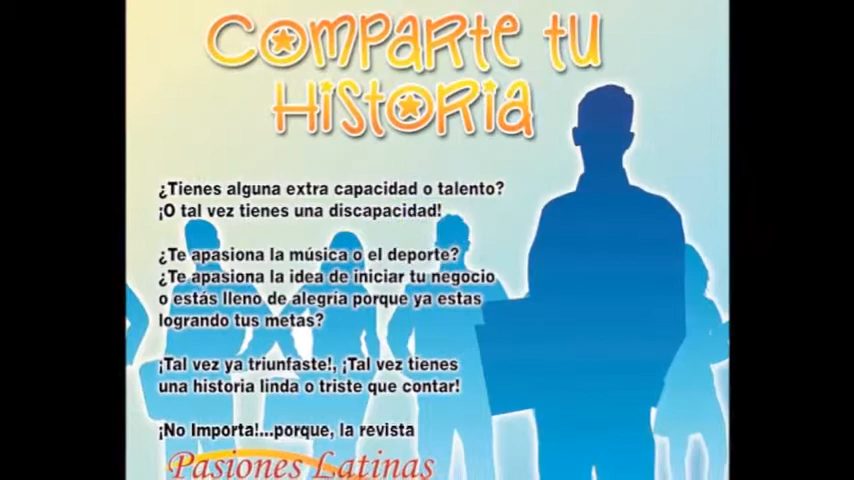 Comparte tu
Historia
¿Tienes alguna extra capacidad o talento?
¡O tal vez tienes una discapacidad!
¿Te apasiona la música o el deporte?
¿Te apasiona la idea de iniciar tu negocio
o estás lleno de alegria porque ya estas
logrando tus metas?
¡Tal vez ya triunfaste!, ¡Tal vez tienes
una historia linda o triste que contar!
¡No Importa!...porque, la revista
Pasiones Latinas